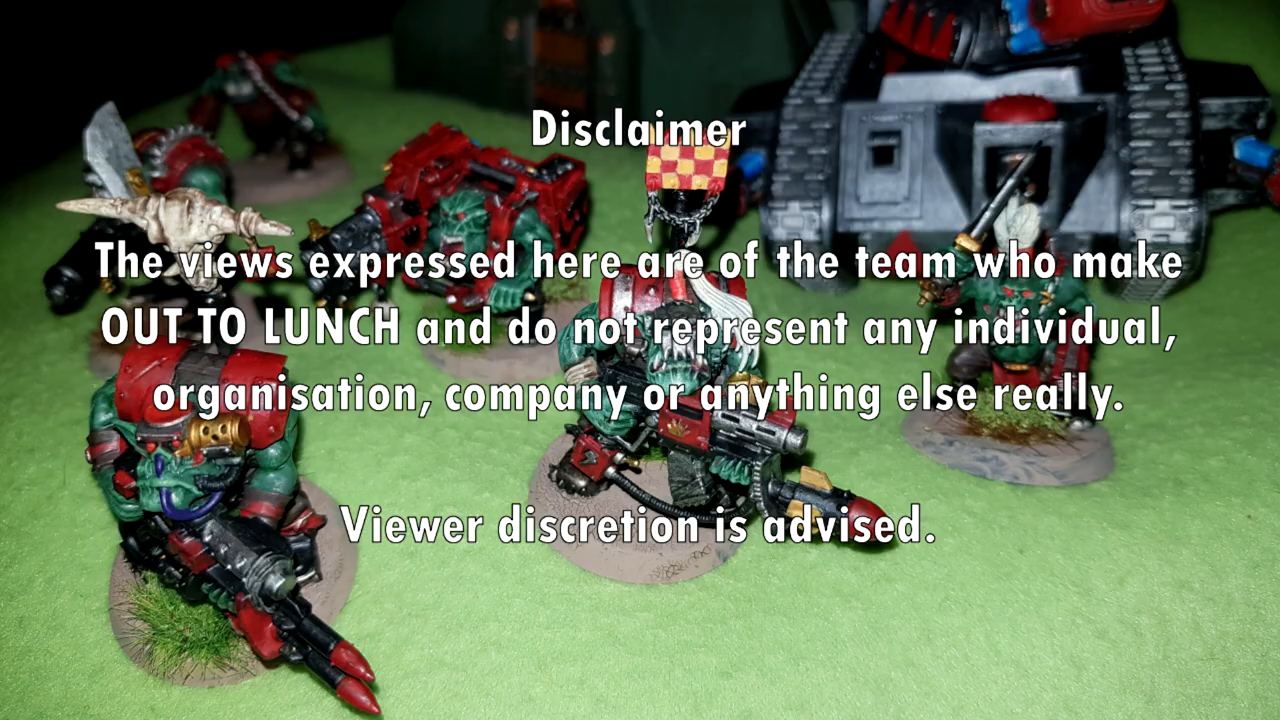 Disclaimer
The views expressed here are of the team who make
OUT TO LUNCH and do not represent any individual,
organisation, company or anything else really.
Viewer discretion is advised.